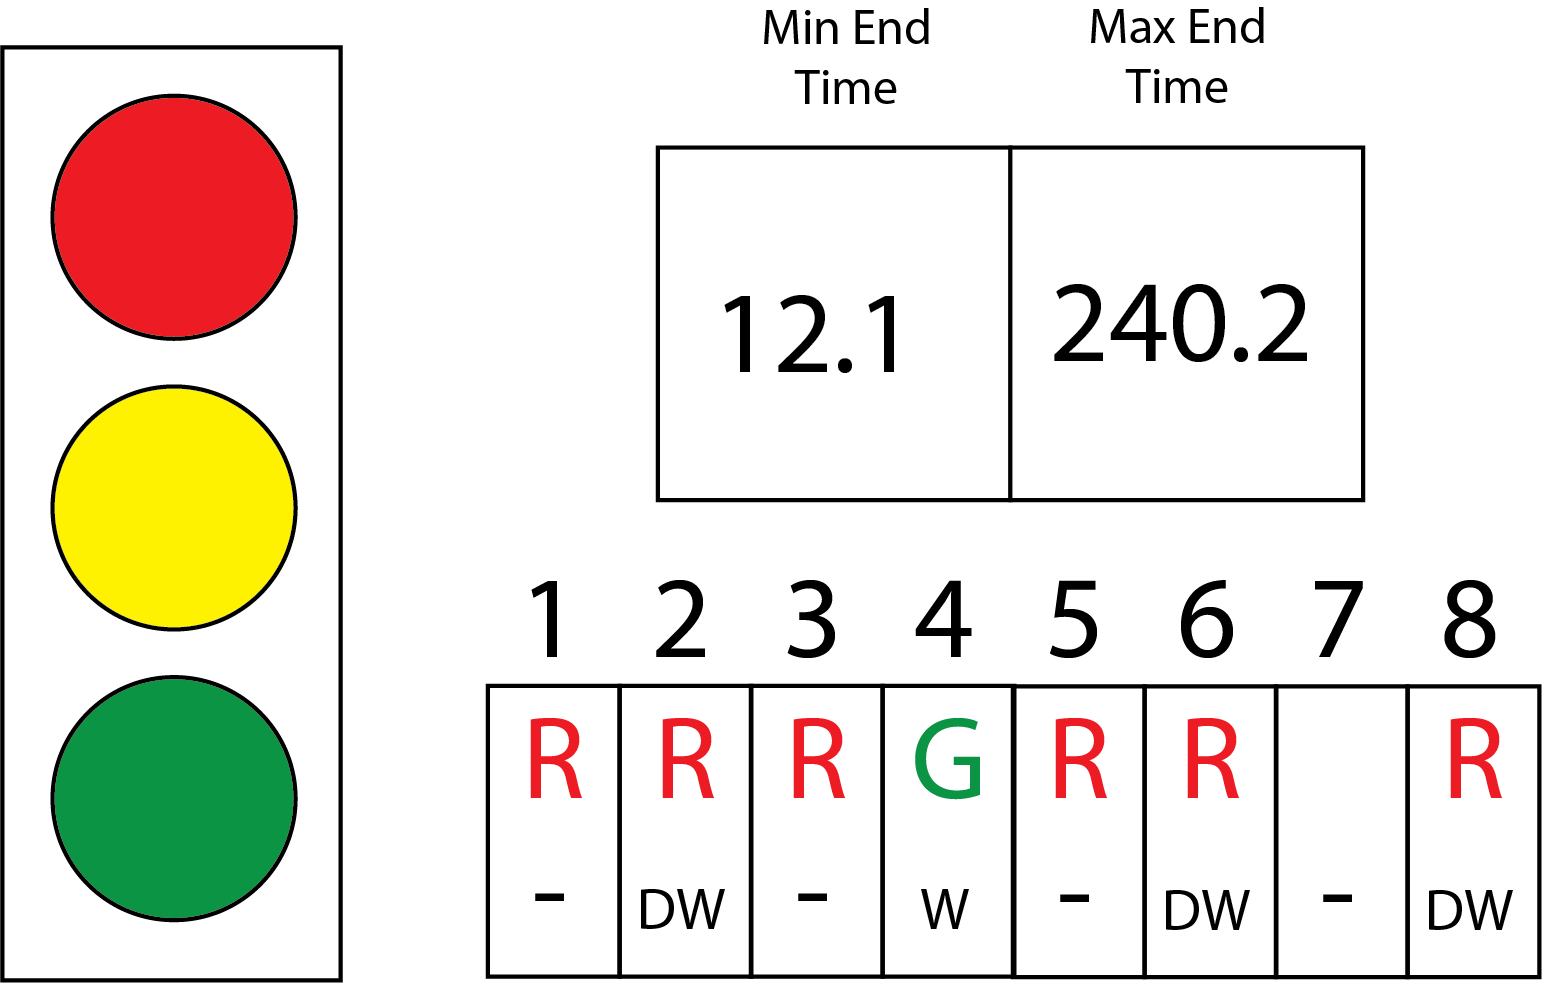 Min End Time
Max End Time
12.1 240.2
1 2 3 4 5 6 7 8
R R R G R R R
- DW - W - DW - DW